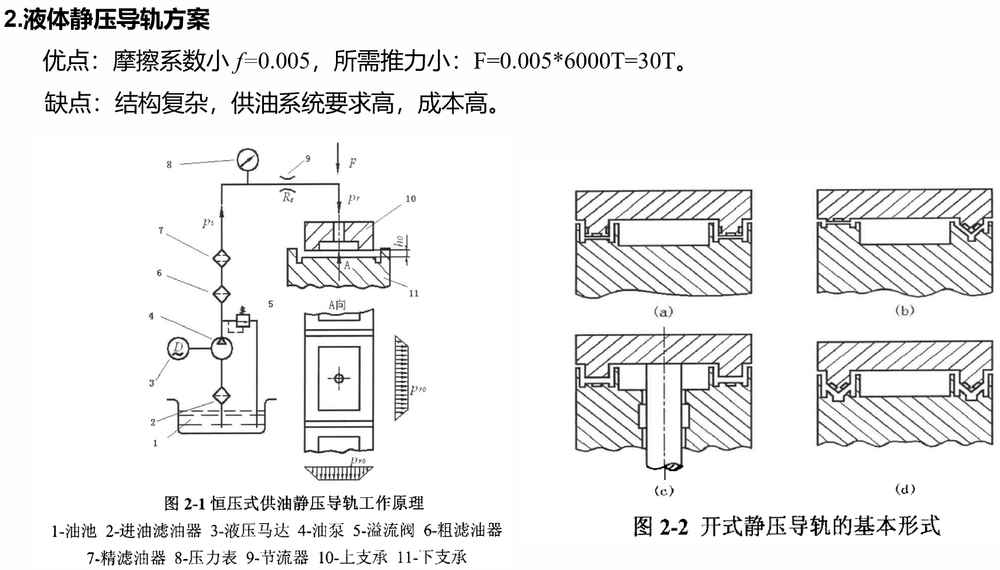 2.液体静压导轨方案
优点：摩擦系数小f=0.005，所需推力小：F=0.005*6000T=30T。
缺点：结构复杂，供油系统要求高，成本高。
8
9
F
Rg
pr
10
ps
7
h0
A
6
11
5
A向
4
D
3
pro
2
1
pro
图 2-1 恒压式供油静压导轨工作原理
1-油池 2-进油滤油器 3-液压马达 4-油泵 5-溢流阀 6-粗滤油器
7-精滤油器 8-压力表 9-节流器 10-上支承 11-下支承
(a)
(b)
(c)
(d)
图 2-2 开式静压导轨的基本形式